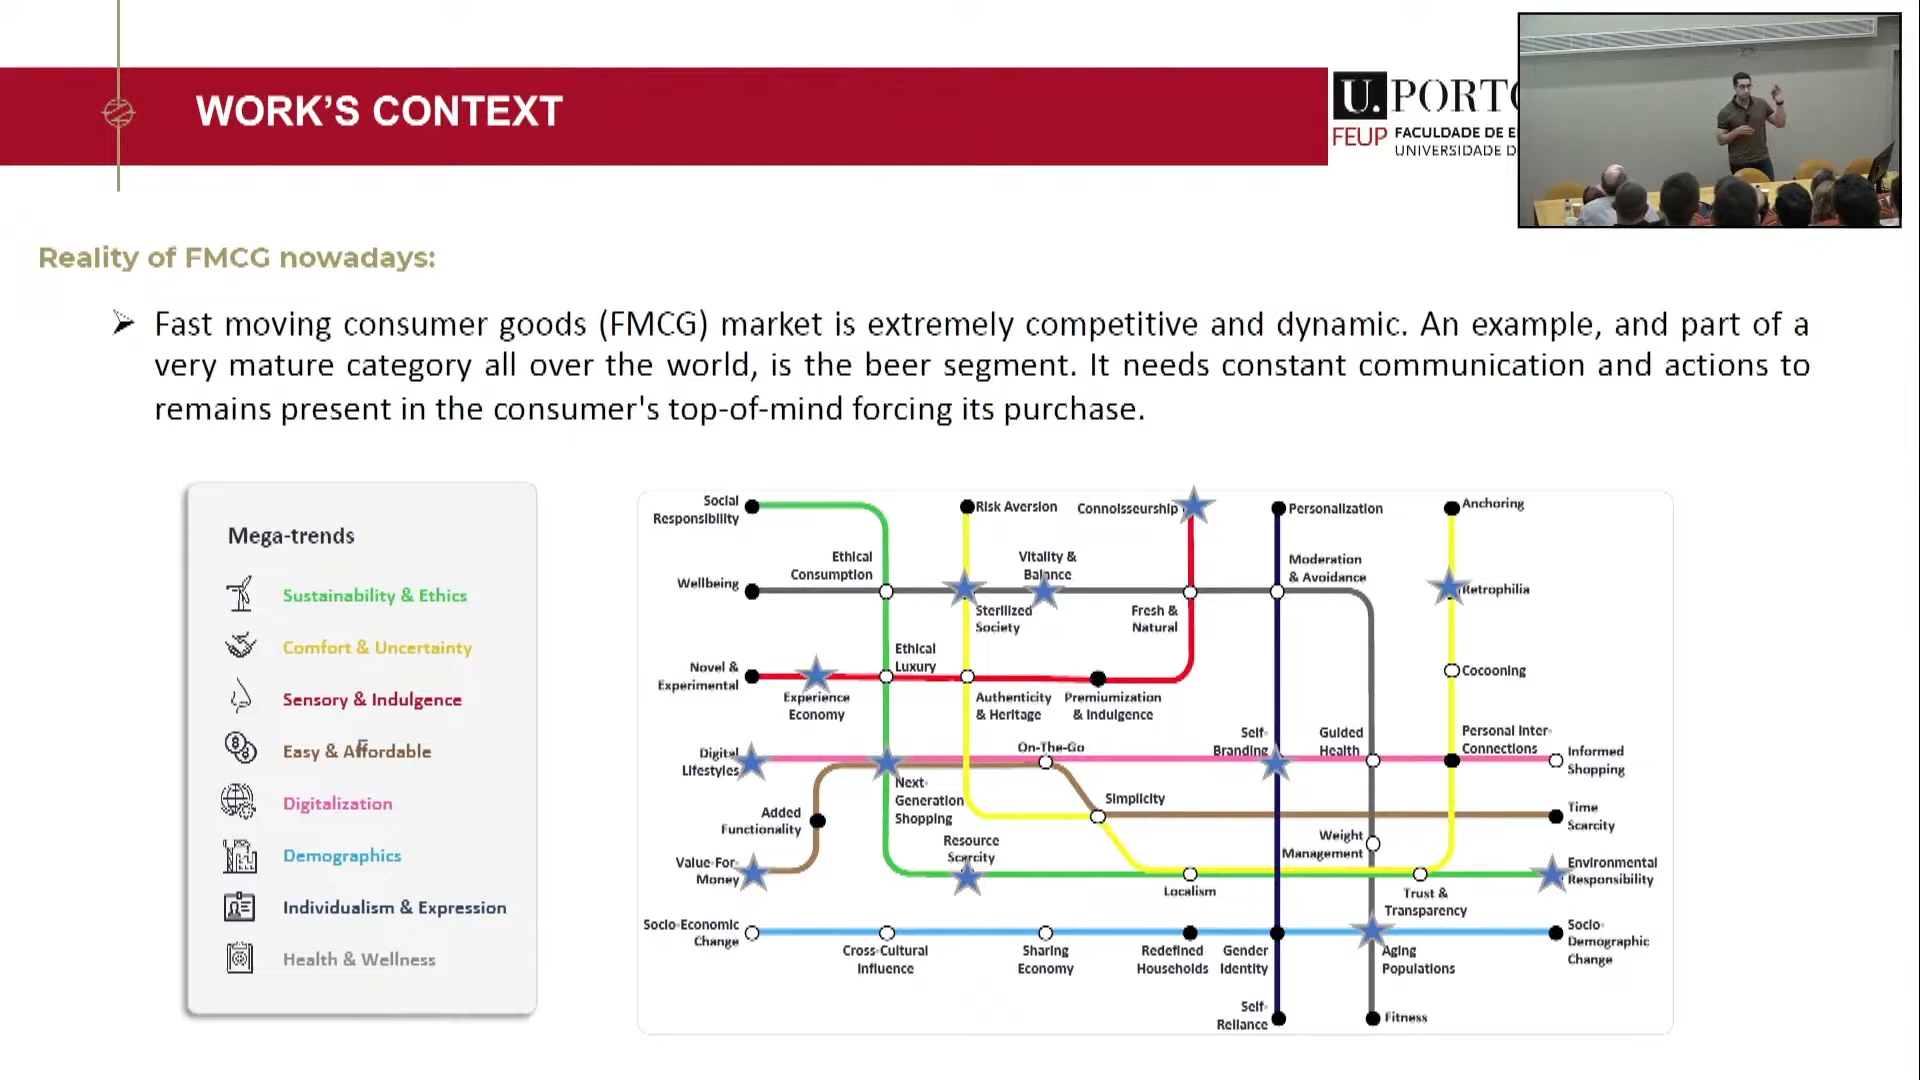 WORK'S CONTEXT
U. PORTO
FEUP FACULDADE DE E
UNIVERSIDADE D
Reality of FMCG nowadays:
Fast moving consumer goods (FMCG) market is extremely competitive and dynamic. An example, and part of a
very mature category all over the world, is the beer segment. It needs constant communication and actions to
remains present in the consumer's top-of-mind forcing its purchase.
Mega-trends
Sustainability & Ethics
Comfort & Uncertainty
Sensory & Indulgence
Easy & Affordable
Digitalization
Demographics
Individualism & Expression
Health & Wellness
Social
Responsibility
Risk Aversion
Connoisseurship
Personalization
Anchoring
Wellbeing
Ethical
Consumption
Vitality &
Balance
Moderation
& Avoidance
Sterilized
Society
Fresh &
Natural
Retrophilia
Novel &
Experimental
Experience
Economy
Ethical
Luxury
Authenticity
& Heritage
Premiumization
& Indulgence
Cocooning
Digital
Lifestyles
Next-
Generation
Shopping
On-The-Go
Self-
Branding
Guided
Health
Personal Inter-
Connections
Informed
Shopping
Added
Functionality
Simplicity
Time
Scarcity
Value-For-
Money
Resource
Scarcity
Localism
Weight
Management
Trust &
Transparency
Environmental
Responsibility
Socio-Economic
Change
Cross-Cultural
Influence
Sharing
Economy
Redefined
Households
Gender
Identity
Aging
Populations
Socio-
Demographic
Change
Self-
Reliance
Fitness